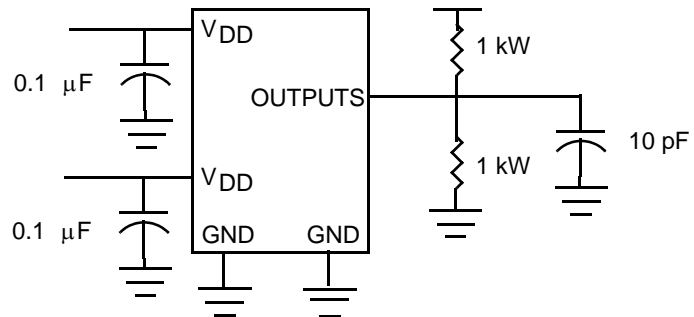 VDD
1 kW
0.1 μF
OUTPUTS
10 pF
1 kW
VDD
0.1 μF
GND GND